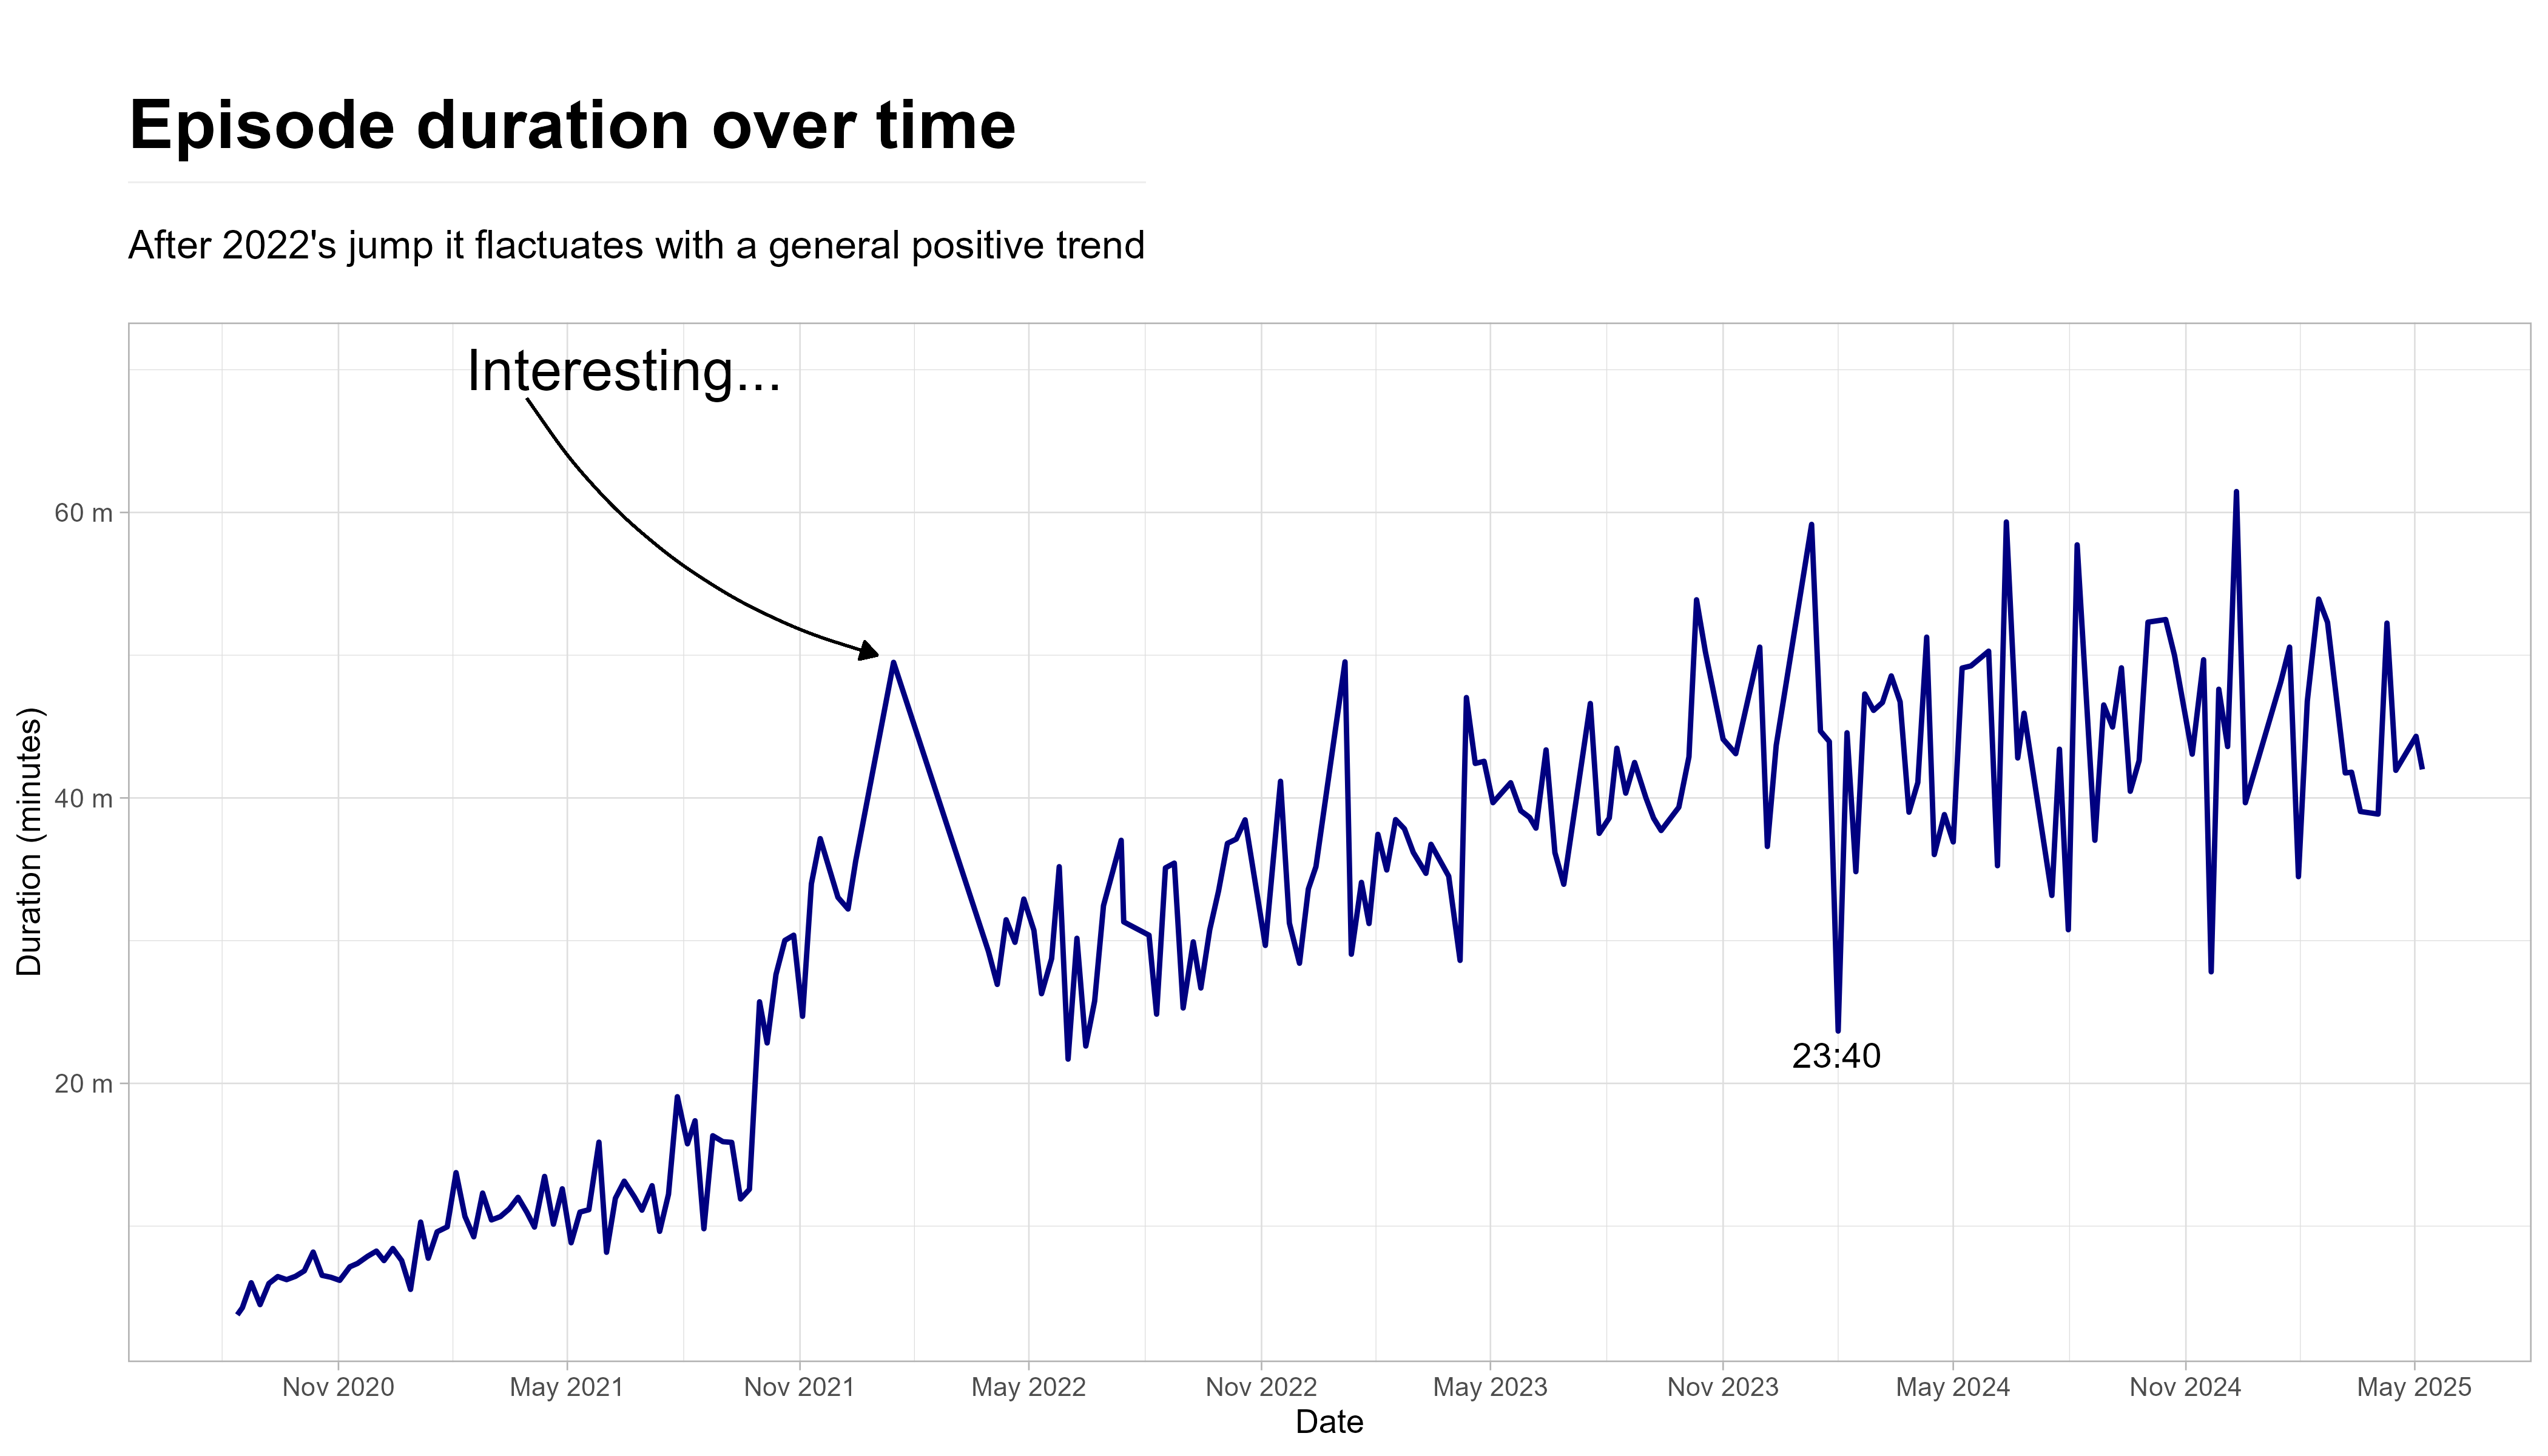 Episode duration over time
After 2022's jump it flactuates with a general positive trend
Interesting...
60 m
40 m
20 m
Duration (minutes)
23:40
Nov 2020
May 2021
Nov 2021
May 2022
Nov 2022
May 2023
Nov 2023
May 2024
Nov 2024
May 2025
Date